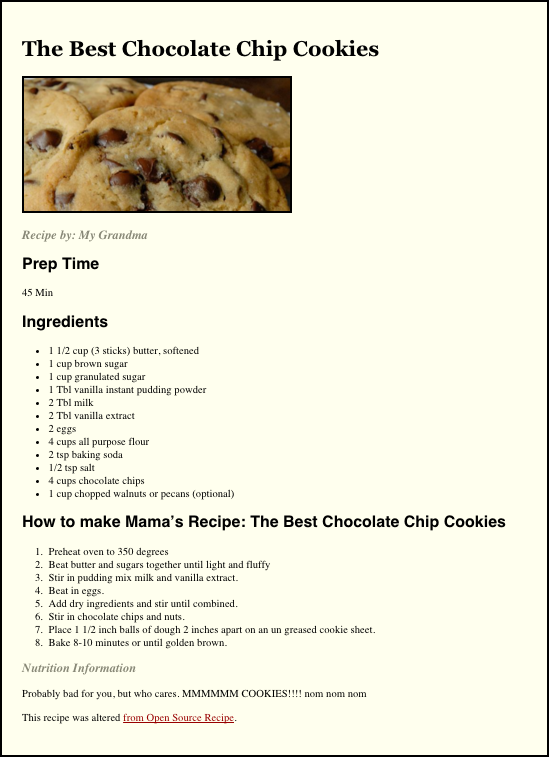 The Best Chocolate Chip Cookies
Recipe by: My Grandma
Prep Time
45 Min
Ingredients
• 1 1/2 cup (3 sticks) butter, softened
• 1 cup brown sugar
• 1 cup granulated sugar
• 1 Tbl vanilla instant pudding powder
• 2 Tbl milk
• 2 Tbl vanilla extract
• 2 eggs
• 4 cups all purpose flour
• 2 tsp baking soda
• 1/2 tsp salt
• 4 cups chocolate chips
• 1 cup chopped walnuts or pecans (optional)
How to make Mama’s Recipe: The Best Chocolate Chip Cookies
1. Preheat oven to 350 degrees
2. Beat butter and sugars together until light and fluffy
3. Stir in pudding mix milk and vanilla extract.
4. Beat in eggs.
5. Add dry ingredients and stir until combined.
6. Stir in chocolate chips and nuts.
7. Place 1 1/2 inch balls of dough 2 inches apart on an un greased cookie sheet.
8. Bake 8-10 minutes or until golden brown.
Nutrition Information
Probably bad for you, but who cares. MMMMMM COOKIES!!!! nom nom nom
This recipe was altered from Open Source Recipe.